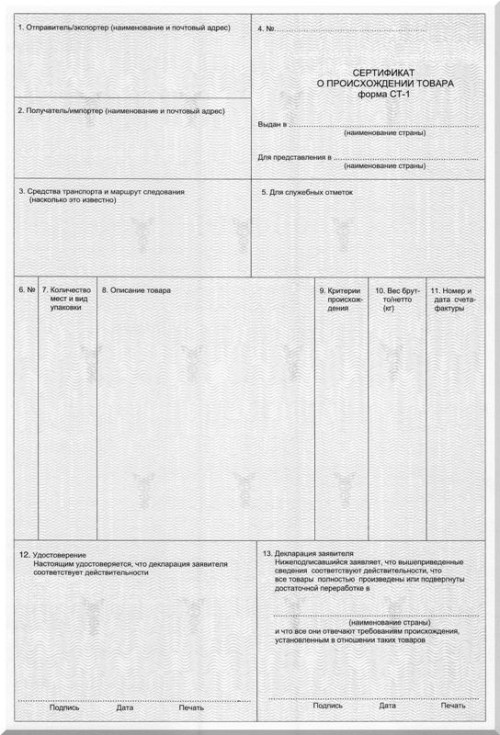 1. Отправитель/экспортер (наименование и почтовый адрес)
4. №
СЕРТИФИКАТ
О ПРОИСХОЖДЕНИИ ТОВАРА
форма СТ-1
2. Получатель/импортер (наименование и почтовый адрес)
Выдан в
(наименование страны)
Для представления в
(наименование страны)
3. Средства транспорта и маршрут следования
(насколько это известно)
5. Для служебных отметок
6. №
7. Количество
мест и вид
упаковки
8. Описание товара
9. Критерии
происхож-
дения
10. Вес брут-
то/нетто
(кг)
11. Номер и
дата счета-
фактуры
12. Удостоверение
Настоящим удостоверяется, что декларация заявителя
соответствует действительности
Подпись Дата Печать
13. Декларация заявителя
Нижеподписавшийся заявляет, что вышеприведенные
сведения соответствуют действительности, что
все товары полностью произведены или подвергнуты
достаточной переработке в
(наименование страны)
и что все они отвечают требованиям происхождения,
установленным в отношении таких товаров
Подпись Дата Печать